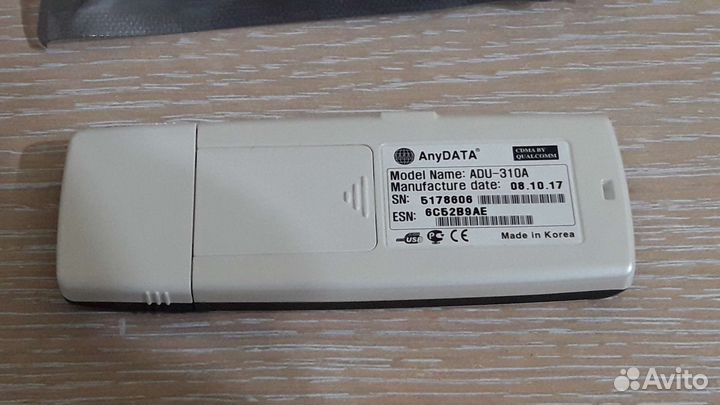 AnyDATA®
CDMA BY
QUALCOMM
Model Name: ADU-310A
Manufacture date: 08.10.17
SN: 5178606
ESN: 6C52B9AE
USB
CE
Made in Korea
Avito